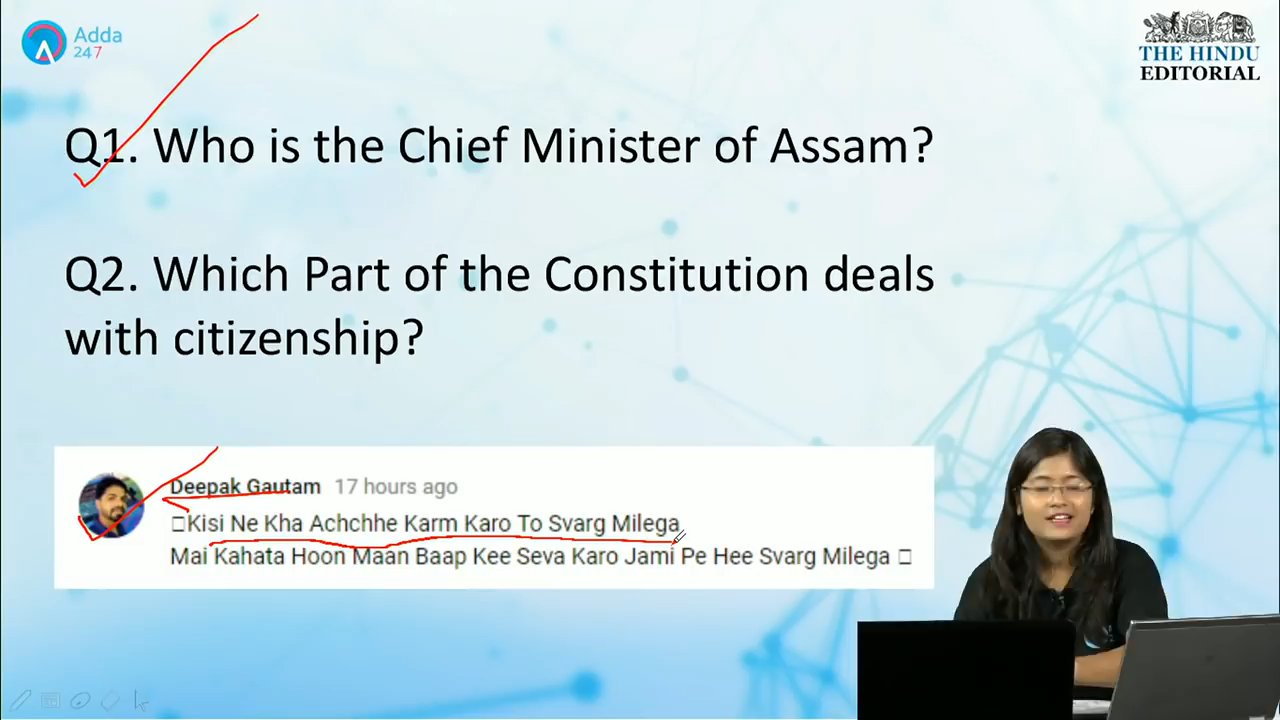 Adda
247
THE HINDU
EDITORIAL
Q1. Who is the Chief Minister of Assam?
Q2. Which Part of the Constitution deals
with citizenship?
Deepak Gautam 17 hours ago
Kisi Ne Kha Achchhe Karm Karo To Svarg Milega
Mai Kahata Hoon Maan Baap Kee Seva Karo Jami Pe Hee Svarg Milega